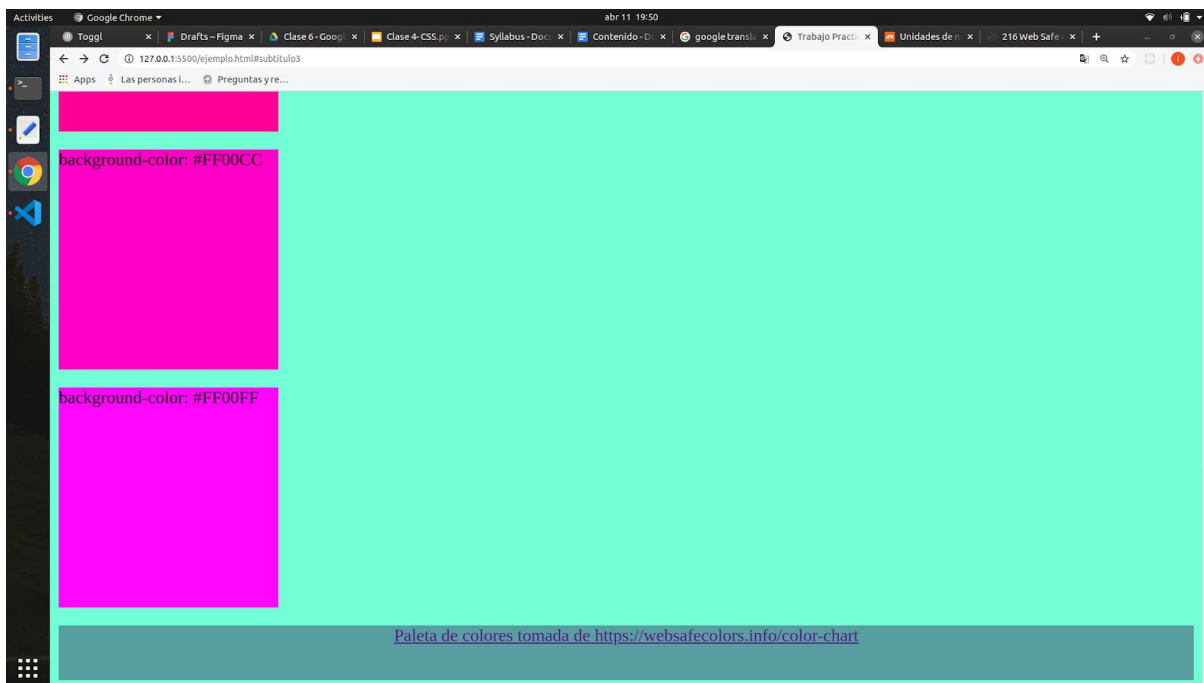 Activities Google Chrome ▾ abr 11 19:50
Toggl Drafts – Figma Clase 6 - Googl Clase 4- CSS.pp Syllabus - Docu Contenido - Do google transla Trabajo Practi Unidades de m 216 Web Safe
127.0.0.1:5500/ejemplo.html#subtitulo3
Apps Las personas i... Preguntas y re...
background-color: #FF00CC
background-color: #FF00FF
Paleta de colores tomada de https://websafecolors.info/color-chart